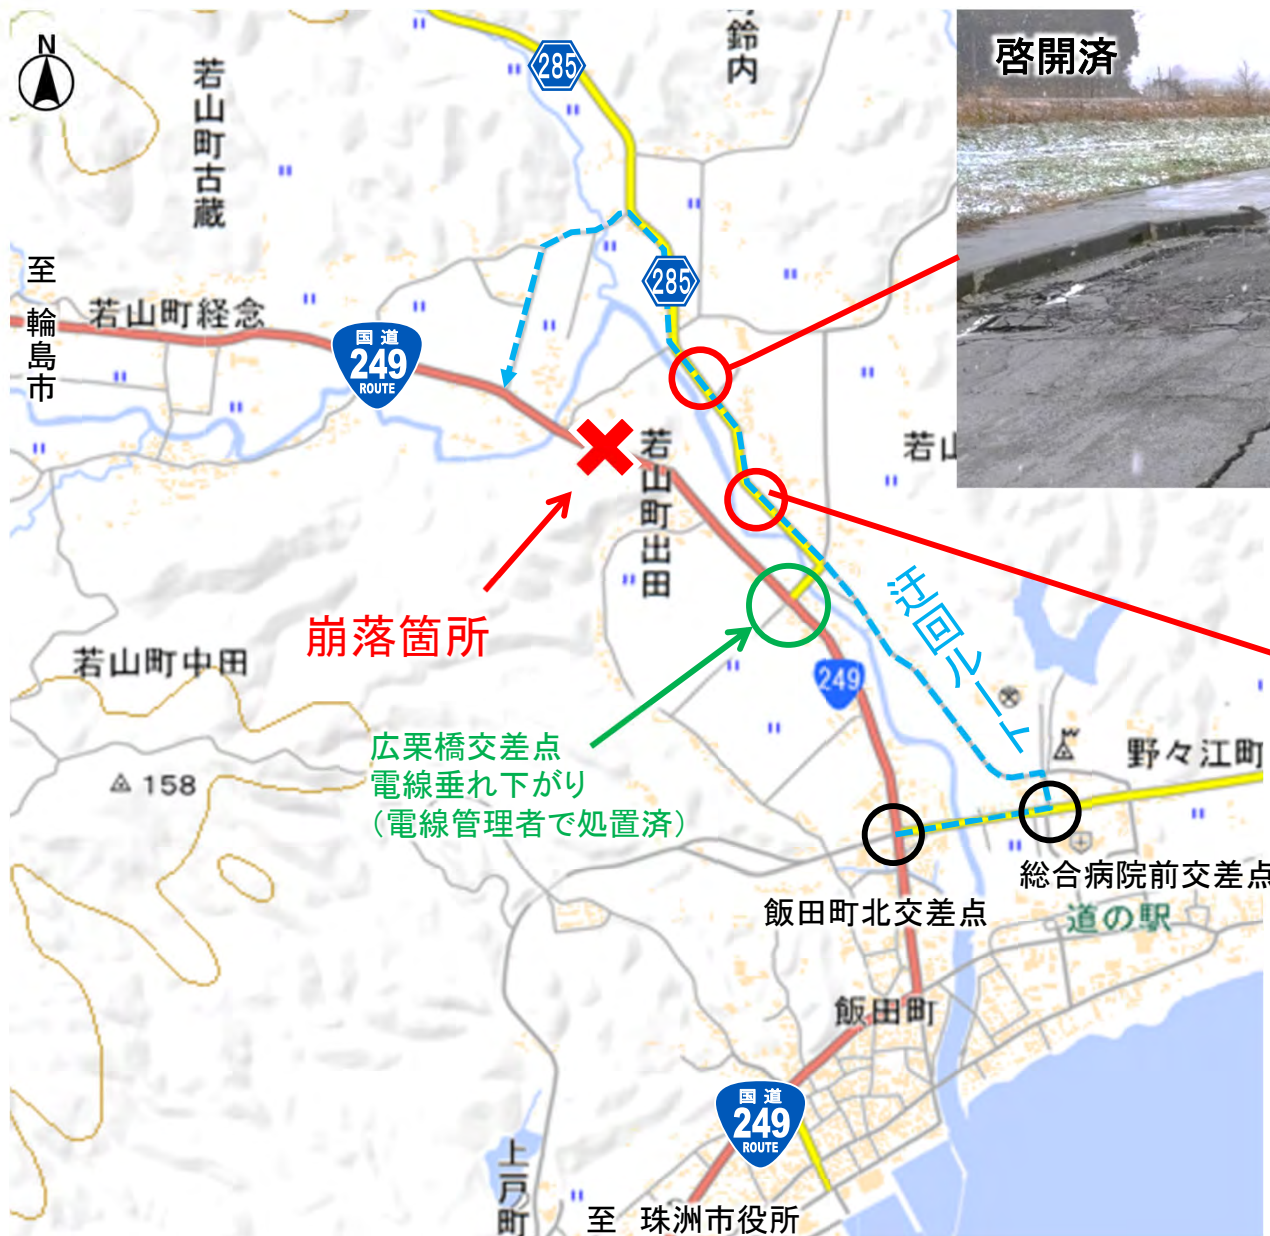 N
285
鈴内
啓開済
若山町古蔵
至 輪島市
285
若山町経念
国道
249
ROUTE
若山町出田
若山
崩落箇所
迂回ルート
若山町中田
249
広栗橋交差点
電線垂れ下がり
（電線管理者で処置済）
158
野々江町
総合病院前交差点
飯田町北交差点
道の駅
飯田町
国道
249
ROUTE
上戸町
至 珠洲市役所